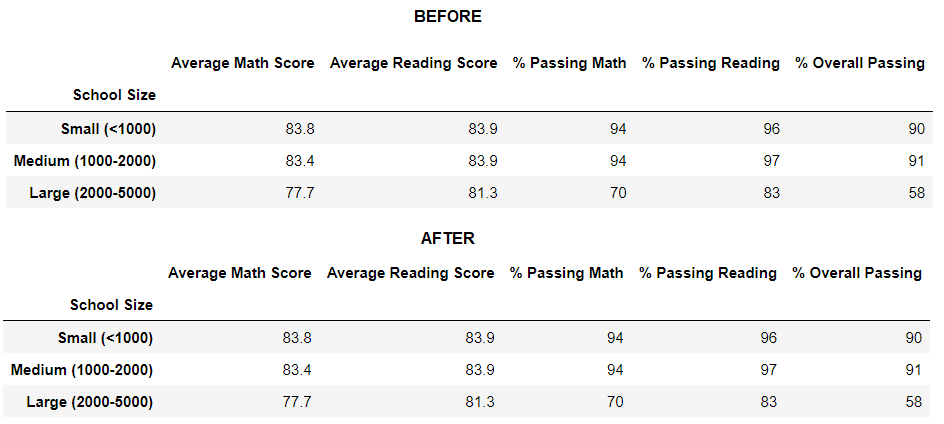 BEFORE
Average Math Score Average Reading Score % Passing Math % Passing Reading % Overall Passing
School Size
Small (<1000) 83.8 83.9 94 96 90
Medium (1000-2000) 83.4 83.9 94 97 91
Large (2000-5000) 77.7 81.3 70 83 58
AFTER
Average Math Score Average Reading Score % Passing Math % Passing Reading % Overall Passing
School Size
Small (<1000) 83.8 83.9 94 96 90
Medium (1000-2000) 83.4 83.9 94 97 91
Large (2000-5000) 77.7 81.3 70 83 58